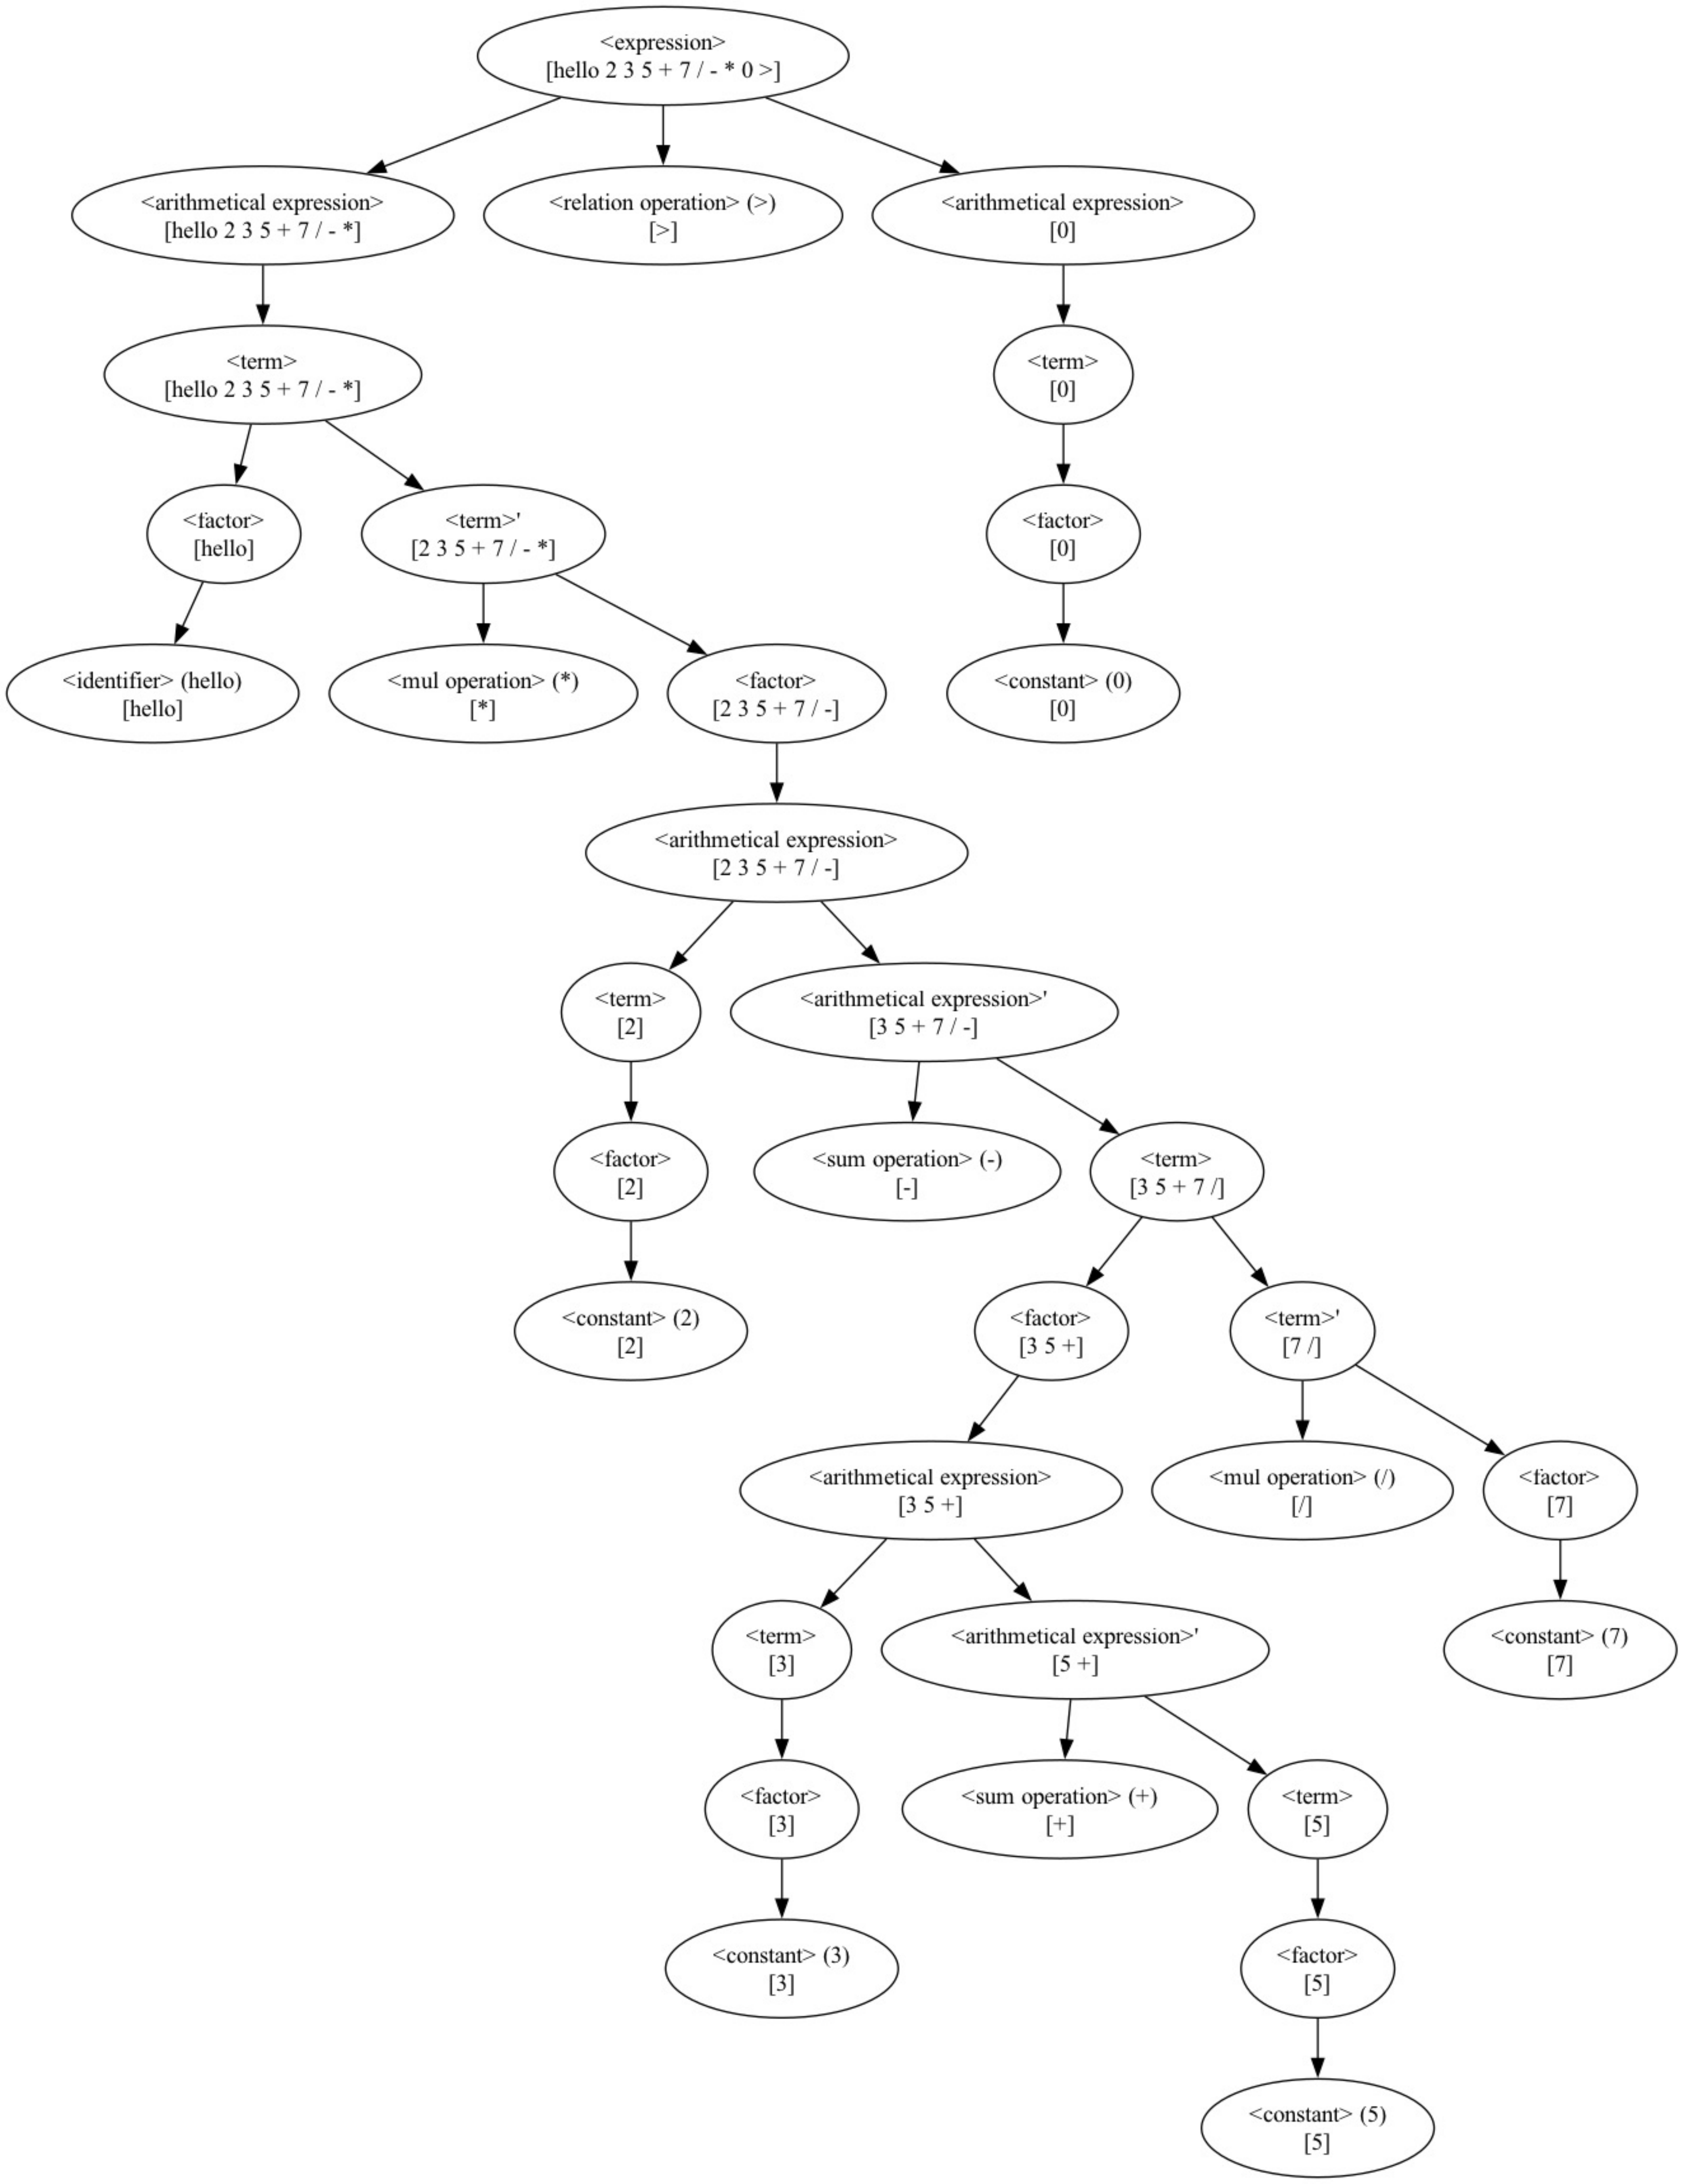 <expression>
[hello 2 3 5 + 7 / - * 0 >]
<arithmetical expression>
[hello 2 3 5 + 7 / - *]
<relation operation> (>)
[>]
<arithmetical expression>
[0]
<term>
[hello 2 3 5 + 7 / - *]
<term>
[0]
<factor>
[hello]
<term>'
[2 3 5 + 7 / - *]
<factor>
[0]
<identifier> (hello)
[hello]
<mul operation> (*)
[*]
<factor>
[2 3 5 + 7 / -]
<constant> (0)
[0]
<arithmetical expression>
[2 3 5 + 7 / -]
<term>
[2]
<arithmetical expression>'
[3 5 + 7 / -]
<factor>
[2]
<sum operation> (-)
[-]
<term>
[3 5 + 7 /]
<constant> (2)
[2]
<factor>
[3 5 +]
<term>'
[7 /]
<arithmetical expression>
[3 5 +]
<mul operation> (/)
[/]
<factor>
[7]
<term>
[3]
<arithmetical expression>'
[5 +]
<constant> (7)
[7]
<factor>
[3]
<sum operation> (+)
[+]
<term>
[5]
<constant> (3)
[3]
<factor>
[5]
<constant> (5)
[5]